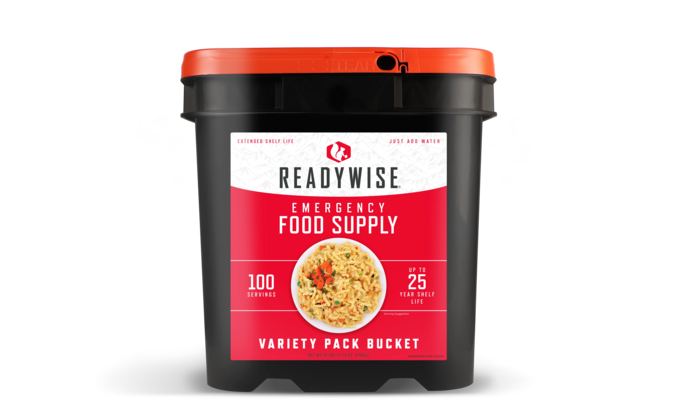 EXTENDED SHELF LIFE
JUST ADD WATER
READYWISE
EMERGENCY
FOOD SUPPLY
100
SERVINGS
UP TO
25
YEAR SHELF
LIFE
VARIETY PACK BUCKET